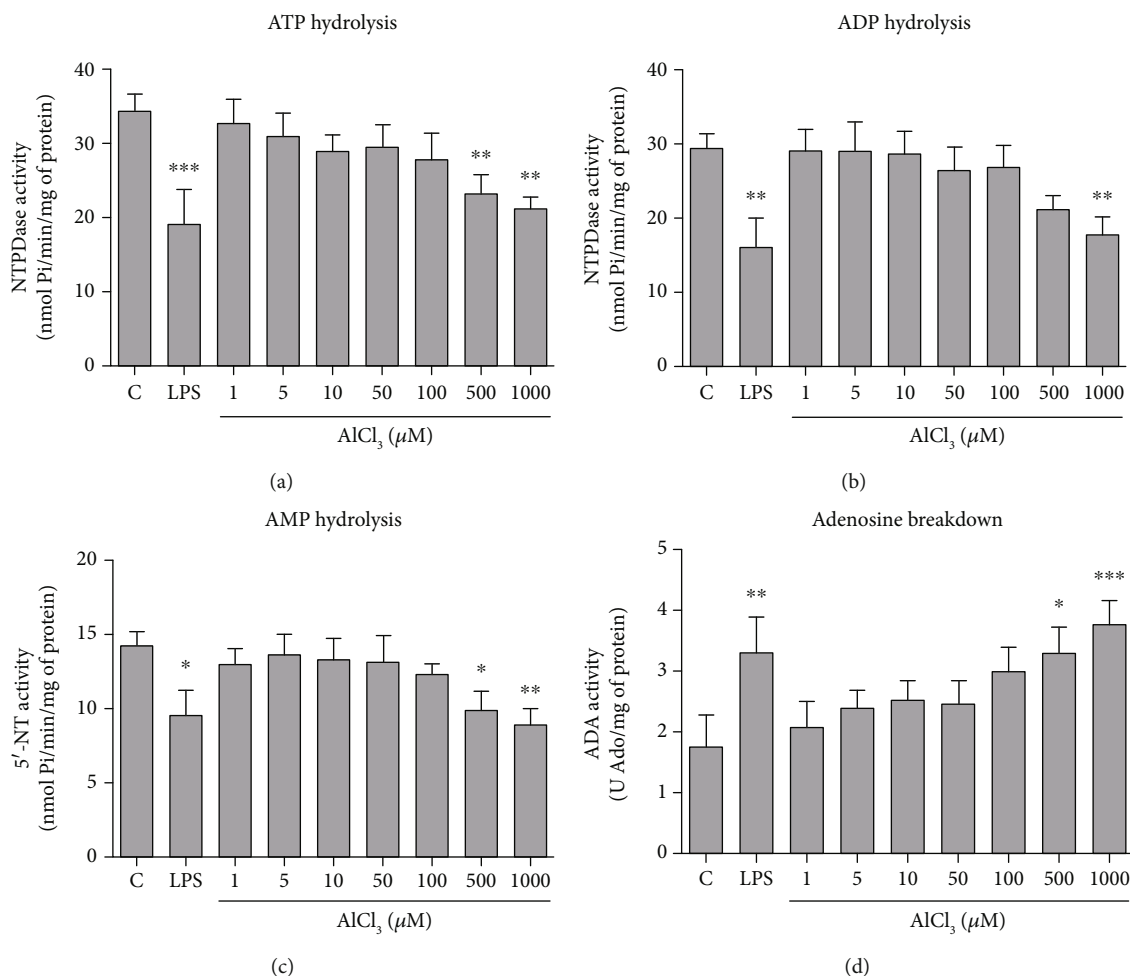 ATP hydrolysis
NTPDase activity
(nmol Pi/min/mg of protein)
40
30
20
10
0
***
**
**
C LPS 1 5 10 50 100 500 1000
AlCl₃ (μM)
(a)
ADP hydrolysis
NTPDase activity
(nmol Pi/min/mg of protein)
40
30
20
10
0
**
**
C LPS 1 5 10 50 100 500 1000
AlCl₃ (μM)
(b)
AMP hydrolysis
5′-NT activity
(nmol Pi/min/mg of protein)
20
15
10
5
0
*
*
**
C LPS 1 5 10 50 100 500 1000
AlCl₃ (μM)
(c)
Adenosine breakdown
ADA activity
(U Ado/mg of protein)
5
4
3
2
1
0
**
*
***
C LPS 1 5 10 50 100 500 1000
AlCl₃ (μM)
(d)